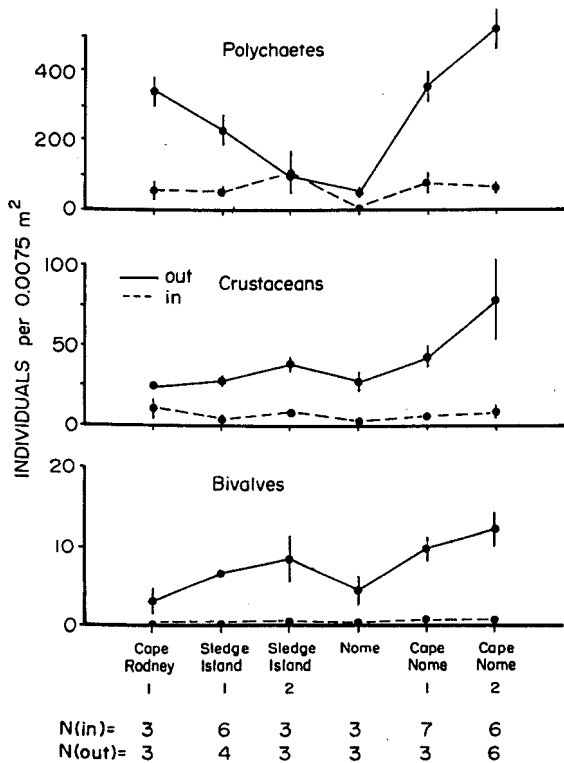 Polychaetes
400
200
0
INDIVIDUALS per 0.0075 m²
out
in
Crustaceans
100
50
0
Bivalves
20
10
0
Cape Rodney 1
Sledge Island 1
Sledge Island 2
Nome
Cape Nome 1
Cape Nome 2
N(in)= 3 6 3 3 7 6
N(out)= 3 4 3 3 3 6